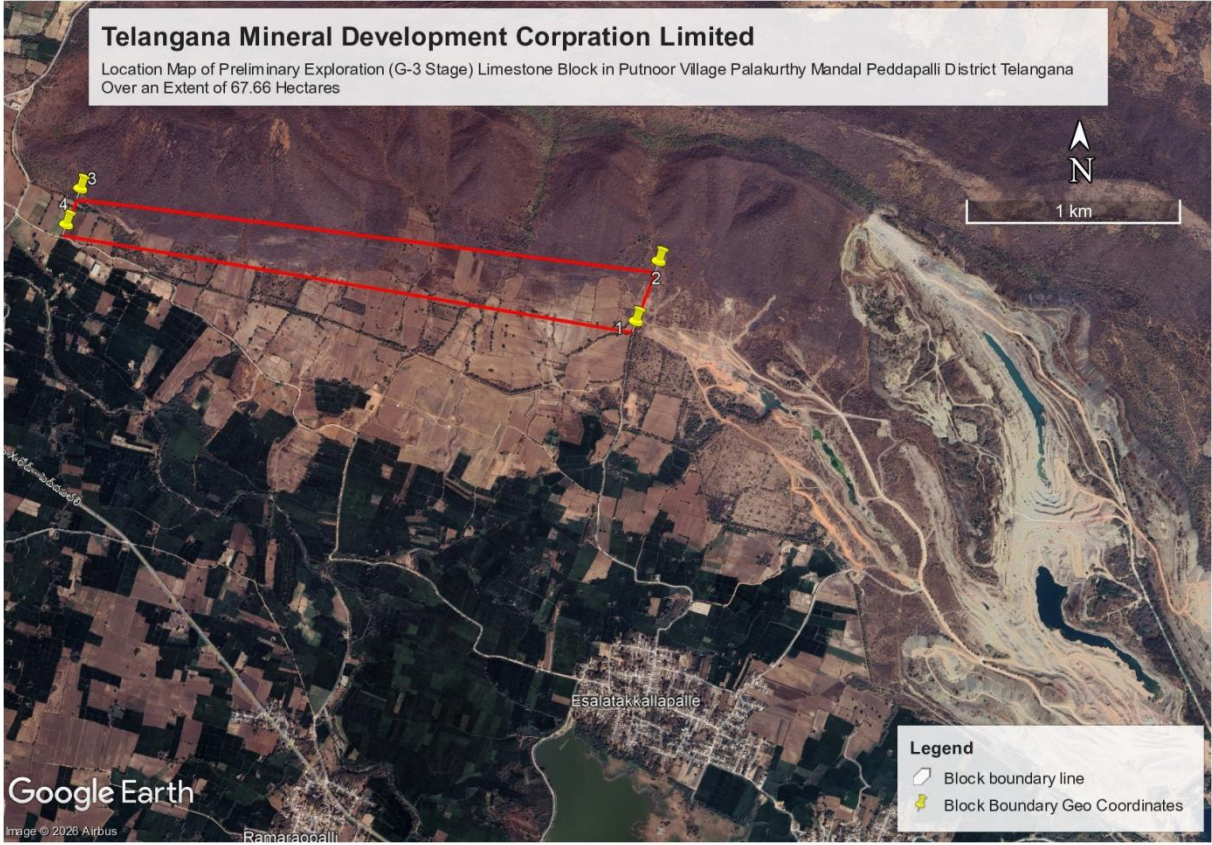 Telangana Mineral Development Corpration Limited
Location Map of Preliminary Exploration (G-3 Stage) Limestone Block in Putnoor Village Palakurthy Mandal Peddapalli District Telangana
Over an Extent of 67.66 Hectares
N
1 km
3
4
2
1
Esalatakkallapalle
Ramaraopalli
Legend
Block boundary line
Block Boundary Geo Coordinates
Google Earth
Image © 2026 Airbus